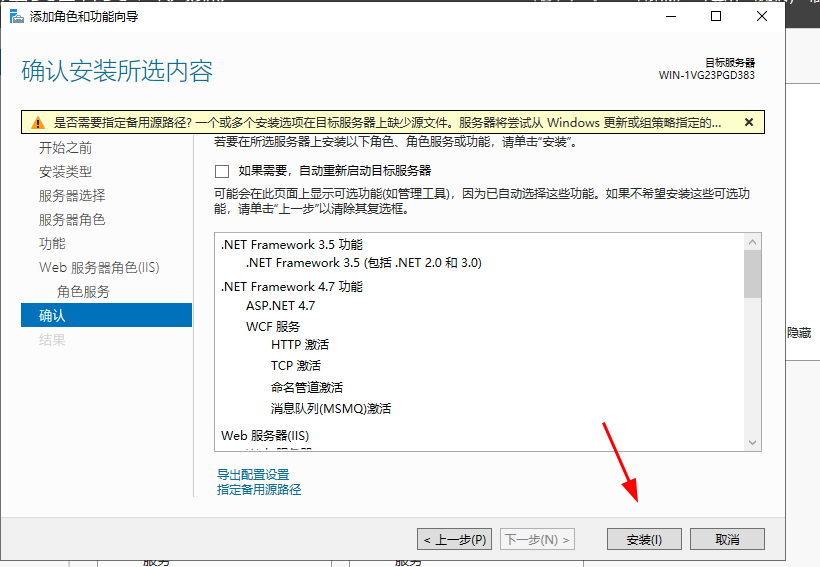 添加角色和功能向导
确认安装所选内容
目标服务器
WIN-1VG23PGD383
是否需要指定备用源路径? 一个或多个安装选项在目标服务器上缺少源文件。服务器将尝试从 Windows 更新或组策略指定的...
开始之前
安装类型
服务器选择
服务器角色
功能
Web 服务器角色(IIS)
角色服务
确认
结果
若要在所选服务器上安装以下角色、角色服务或功能，请单击“安装”。
如果需要，自动重新启动目标服务器
可能会在此页面上显示可选功能(如管理工具)，因为已自动选择这些功能。如果不希望安装这些可选功
能，请单击“上一步”以清除其复选框。
.NET Framework 3.5 功能
.NET Framework 3.5 (包括 .NET 2.0 和 3.0)
.NET Framework 4.7 功能
ASP.NET 4.7
WCF 服务
HTTP 激活
TCP 激活
命名管道激活
消息队列(MSMQ)激活
Web 服务器(IIS)
导出配置设置
指定备用源路径
< 上一步(P)
下一步(N) >
安装(I)
取消
隐藏
服务
服务